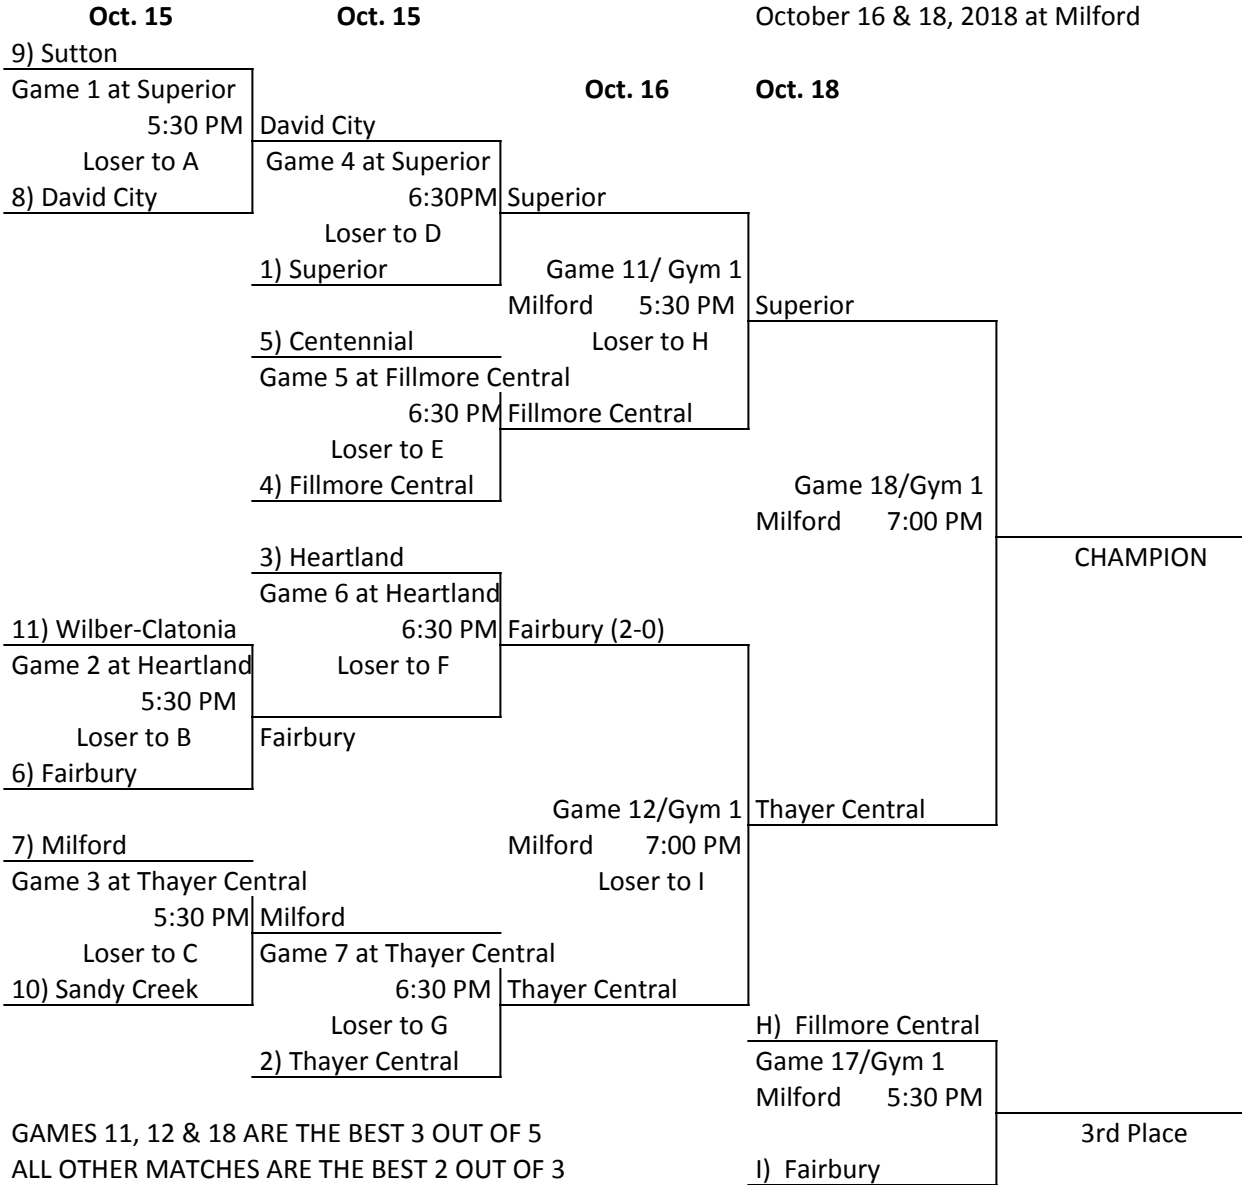 Oct. 15 Oct. 15 October 16 & 18, 2018 at Milford
9) Sutton
Game 1 at Superior Oct. 16 Oct. 18
5:30 PM David City
Loser to A Game 4 at Superior
8) David City 6:30PM Superior
Loser to D
1) Superior Game 11/ Gym 1
Milford 5:30 PM Superior
5) Centennial Loser to H
Game 5 at Fillmore Central
6:30 PM Fillmore Central
Loser to E
4) Fillmore Central Game 18/Gym 1
Milford 7:00 PM
3) Heartland CHAMPION
Game 6 at Heartland
11) Wilber-Clatonia 6:30 PM Fairbury (2-0)
Game 2 at Heartland Loser to F
5:30 PM
Loser to B Fairbury
6) Fairbury
Game 12/Gym 1 Thayer Central
7) Milford Milford 7:00 PM
Game 3 at Thayer Central Loser to I
5:30 PM Milford
Loser to C Game 7 at Thayer Central
10) Sandy Creek 6:30 PM Thayer Central
Loser to G H) Fillmore Central
2) Thayer Central Game 17/Gym 1
Milford 5:30 PM
GAMES 11, 12 & 18 ARE THE BEST 3 OUT OF 5 3rd Place
ALL OTHER MATCHES ARE THE BEST 2 OUT OF 3 I) Fairbury